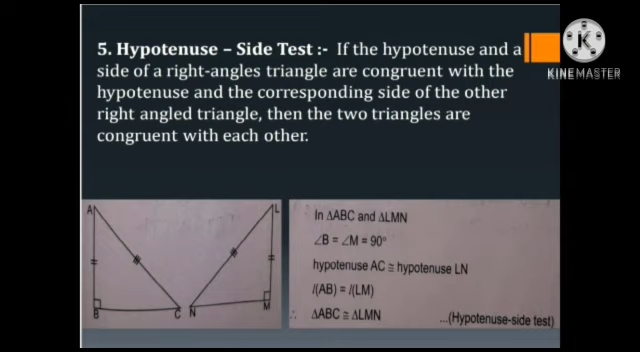 5. Hypotenuse – Side Test :- If the hypotenuse and a
side of a right-angles triangle are congruent with the
hypotenuse and the corresponding side of the other
right angled triangle, then the two triangles are
congruent with each other.
K
KINEMASTER
A
B
C
L
N
M
In ΔABC and ΔLMN
∠B = ∠M = 90°
hypotenuse AC ≅ hypotenuse LN
l(AB) = l(LM)
∴ ΔABC ≅ ΔLMN ...(Hypotenuse-side test)